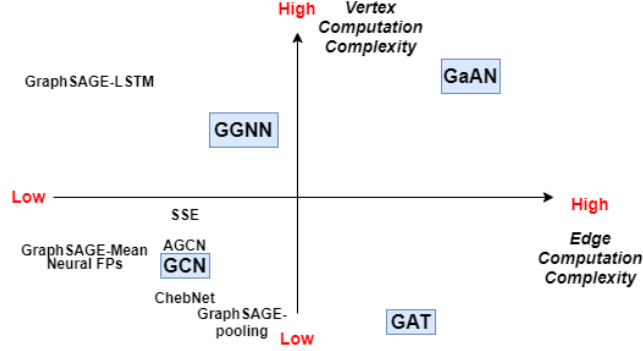 High
Vertex
Computation
Complexity
GraphSAGE-LSTM
GaAN
GGNN
Low
High
SSE
Edge
Computation
Complexity
GraphSAGE-Mean
Neural FPs
AGCN
GCN
ChebNet
GraphSAGE-
pooling
GAT
Low